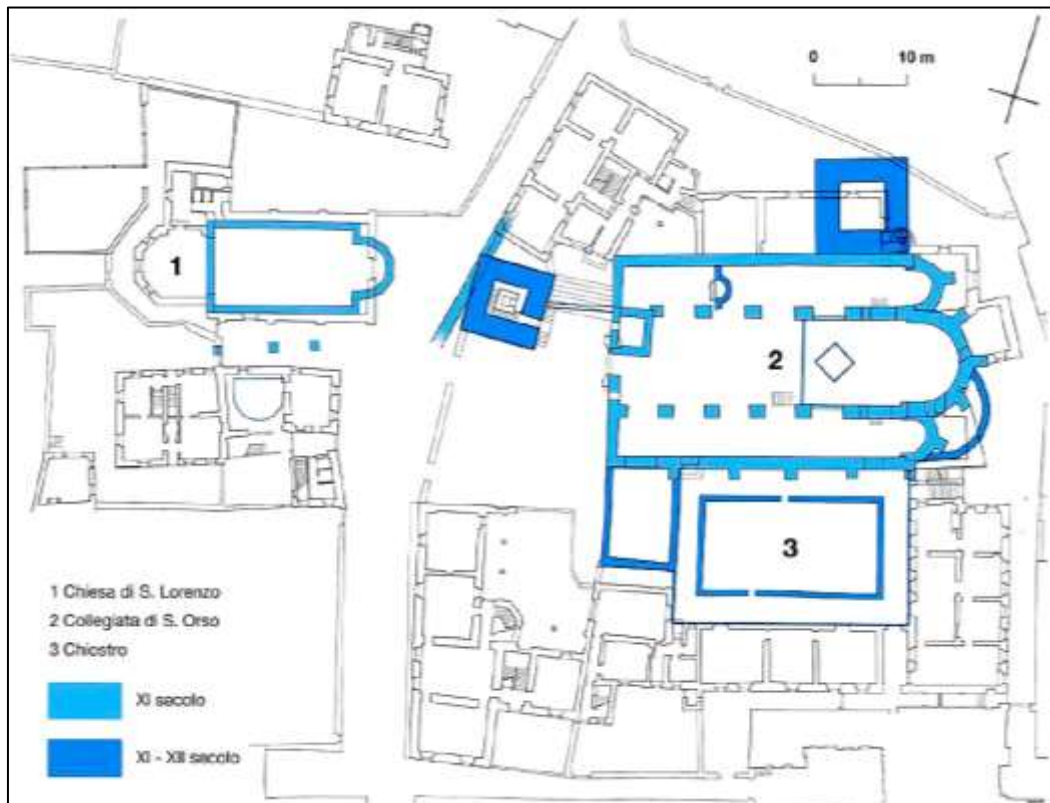 0 10 m
1
2
3
1 Chiesa di S. Lorenzo
2 Collegiata di S. Orso
3 Chiostro
XI secolo
XI - XII secolo